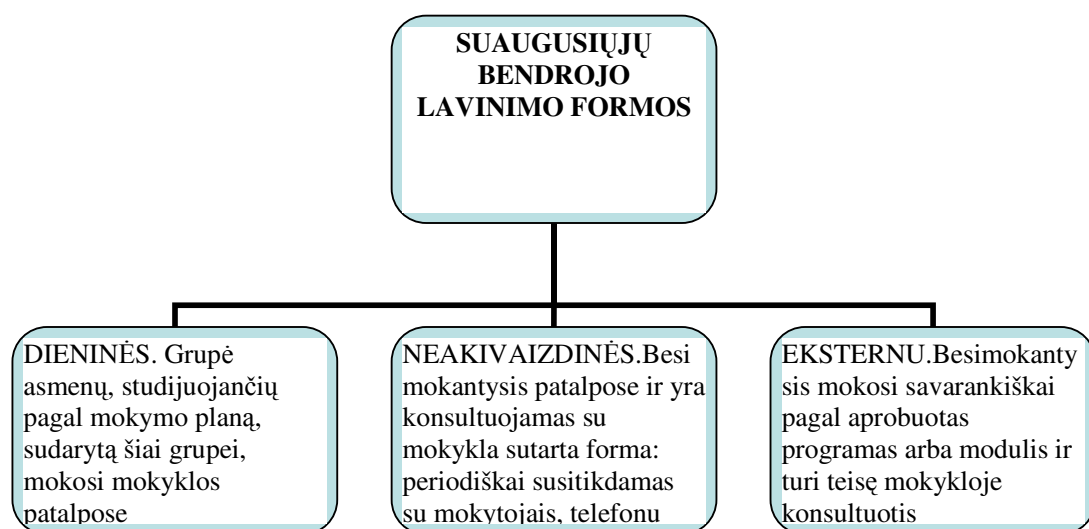 SUAUGUSIŲJŲ
BENDROJO
LAVINIMO FORMOS
DIENINĖS. Grupė
asmenų, studijuojančių
pagal mokymo planą,
sudarytą šiai grupei,
mokosi mokyklos
patalpose
NEAKIVAIZDINĖS.Besi
mokantysis patalpose ir yra
konsultuojamas su
mokykla sutarta forma:
periodiškai susitikdamas
su mokytojais, telefonu
EKSTERNU.Besimokanty
sis mokosi savarankiškai
pagal aprobuotas
programas arba modulis ir
turi teisę mokykloje
konsultuotis